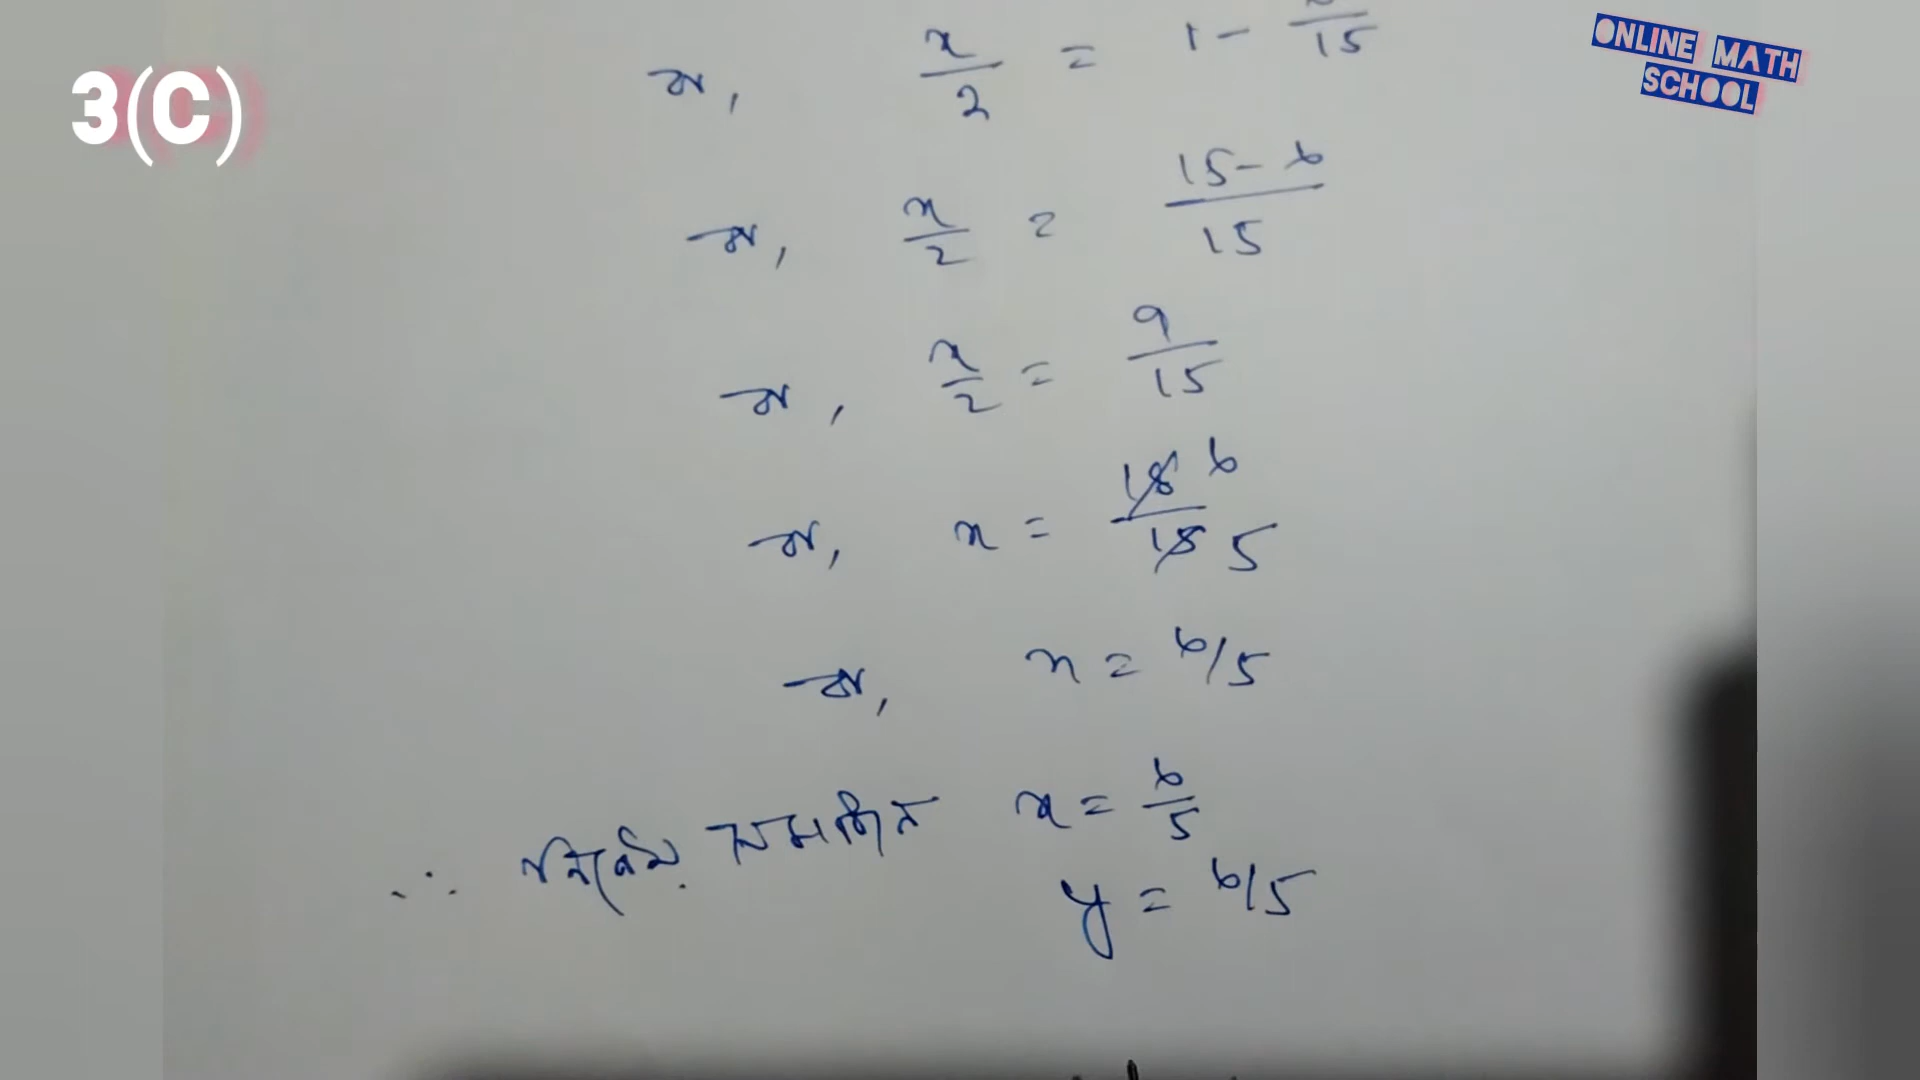 3(C)
ONLINE MATH
SCHOOL
বা, x/2 = 1 - /15
বা, x/2 = 15-6/15
বা, x/2 = 9/15
বা, x = 18/15 6/5
বা, x = 6/5
∴ নির্ণেয় সমাধান x = 6/5
y = 6/5